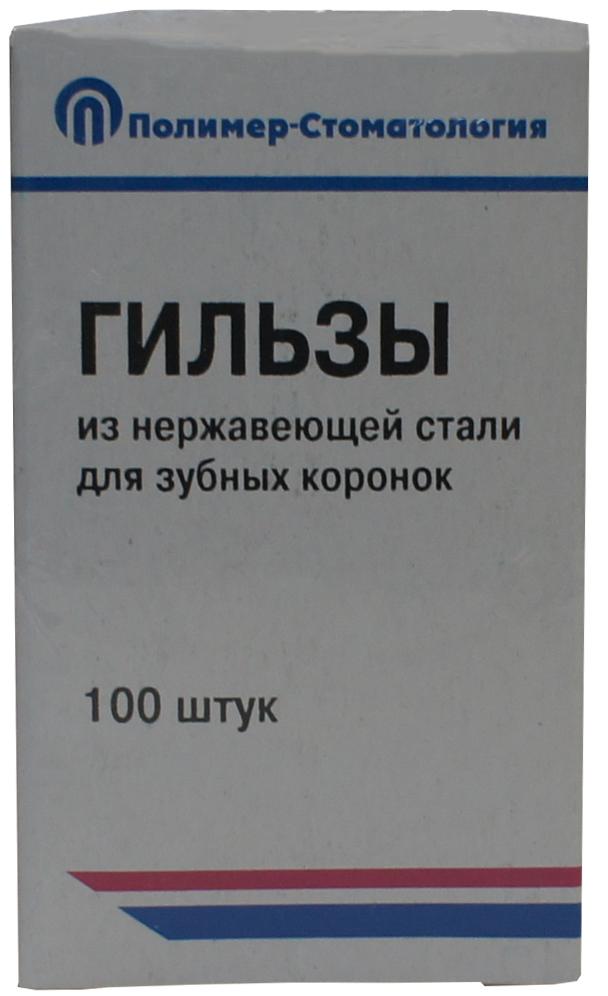 Полимер-Стоматология
ГИЛЬЗЫ
из нержавеющей стали
для зубных коронок
100 штук